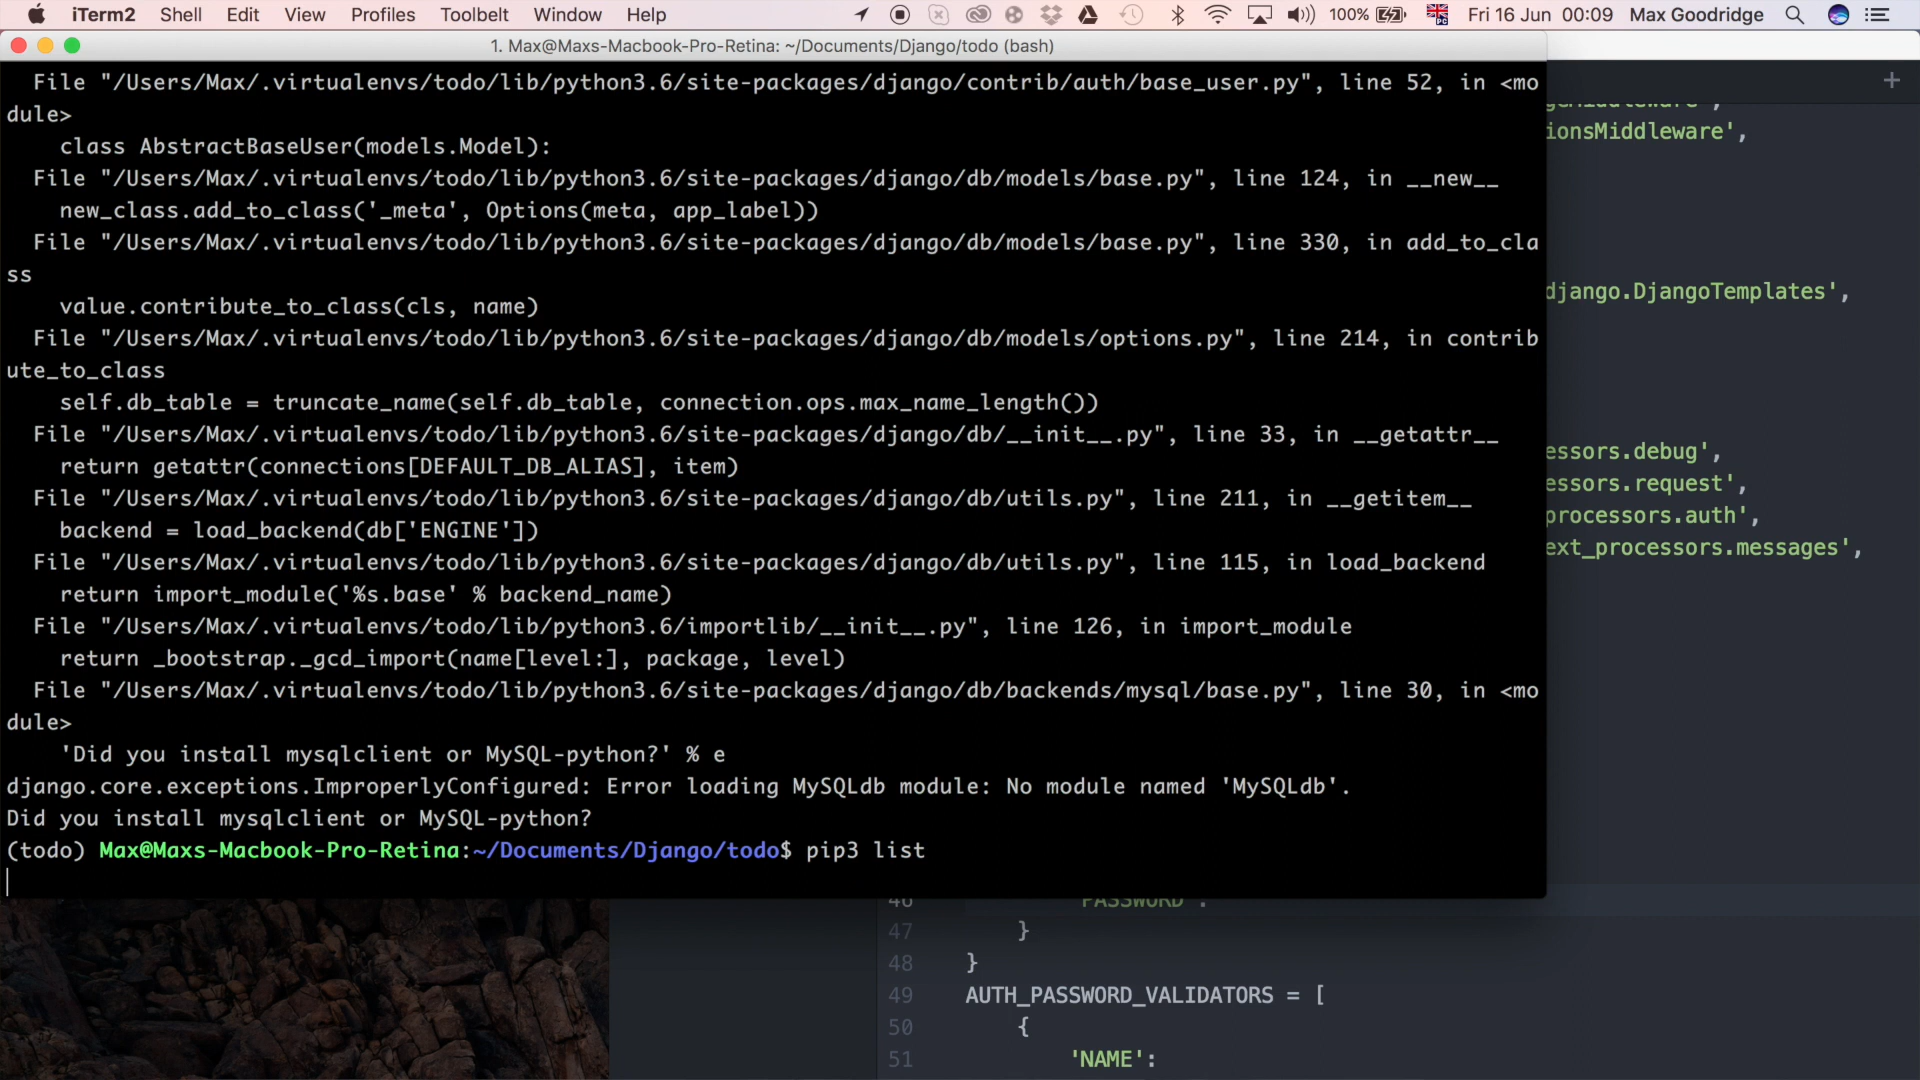 iTerm2 Shell Edit View Profiles Toolbelt Window Help 100% Fri 16 Jun 00:09 Max Goodridge
1. Max@Maxs-Macbook-Pro-Retina: ~/Documents/Django/todo (bash)
File "/Users/Max/.virtualenvs/todo/lib/python3.6/site-packages/django/contrib/auth/base_user.py", line 52, in <mo
dule>
class AbstractBaseUser(models.Model):
File "/Users/Max/.virtualenvs/todo/lib/python3.6/site-packages/django/db/models/base.py", line 124, in __new__
new_class.add_to_class('_meta', Options(meta, app_label))
File "/Users/Max/.virtualenvs/todo/lib/python3.6/site-packages/django/db/models/base.py", line 330, in add_to_cla
ss
value.contribute_to_class(cls, name)
File "/Users/Max/.virtualenvs/todo/lib/python3.6/site-packages/django/db/models/options.py", line 214, in contrib
ute_to_class
self.db_table = truncate_name(self.db_table, connection.ops.max_name_length())
File "/Users/Max/.virtualenvs/todo/lib/python3.6/site-packages/django/db/__init__.py", line 33, in __getattr__
return getattr(connections[DEFAULT_DB_ALIAS], item)
File "/Users/Max/.virtualenvs/todo/lib/python3.6/site-packages/django/db/utils.py", line 211, in __getitem__
backend = load_backend(db['ENGINE'])
File "/Users/Max/.virtualenvs/todo/lib/python3.6/site-packages/django/db/utils.py", line 115, in load_backend
return import_module('%s.base' % backend_name)
File "/Users/Max/.virtualenvs/todo/lib/python3.6/importlib/__init__.py", line 126, in import_module
return _bootstrap._gcd_import(name[level:], package, level)
File "/Users/Max/.virtualenvs/todo/lib/python3.6/site-packages/django/db/backends/mysql/base.py", line 30, in <mo
dule>
'Did you install mysqlclient or MySQL-python?' % e
django.core.exceptions.ImproperlyConfigured: Error loading MySQLdb module: No module named 'MySQLdb'.
Did you install mysqlclient or MySQL-python?
(todo) Max@Maxs-Macbook-Pro-Retina:~/Documents/Django/todo$ pip3 list
ionsMiddleware',
django.DjangoTemplates',
essors.debug',
essors.request',
processors.auth',
ext_processors.messages',
46 'PASSWORD':
47 }
48 }
49 AUTH_PASSWORD_VALIDATORS = [
50 {
51 'NAME':